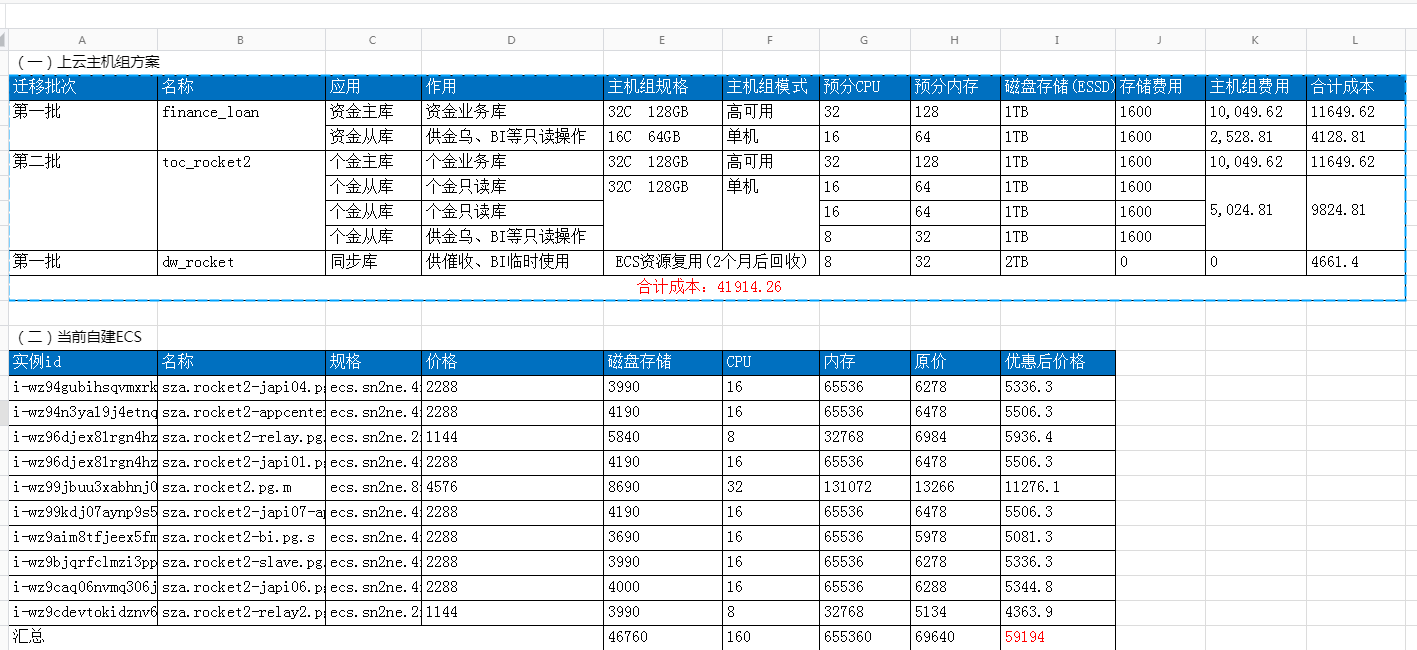 A B C D E F G H I J K L
（一）上云主机组方案
迁移批次 名称 应用 作用 主机组规格 主机组模式 预分CPU 预分内存 磁盘存储(ESSD) 存储费用 主机组费用 合计成本
第一批 finance_loan 资金主库 资金业务库 32C 128GB 高可用 32 128 1TB 1600 10,049.62 11649.62
资金从库 供金乌、BI等只读操作 16C 64GB 单机 16 64 1TB 1600 2,528.81 4128.81
第二批 toc_rocket2 个金主库 个金业务库 32C 128GB 高可用 32 128 1TB 1600 10,049.62 11649.62
个金从库 个金只读库 32C 128GB 单机 16 64 1TB 1600
个金从库 个金只读库 16 64 1TB 1600 5,024.81 9824.81
个金从库 供金乌、BI等只读操作 8 32 1TB 1600
第一批 dw_rocket 同步库 供催收、BI临时使用 ECS资源复用(2个月后回收) 8 32 2TB 0 0 4661.4
合计成本：41914.26
（二）当前自建ECS
实例id 名称 规格 价格 磁盘存储 CPU 内存 原价 优惠后价格
i-wz94gubihsqvmxrk sza.rocket2-japi04.pg ecs.sn2ne.4 2288 3990 16 65536 6278 5336.3
i-wz94n3yal9j4etnq sza.rocket2-appcente ecs.sn2ne.4 2288 4190 16 65536 6478 5506.3
i-wz96djex81rgn4hz sza.rocket2-relay.pg. ecs.sn2ne.2 1144 5840 8 32768 6984 5936.4
i-wz96djex81rgn4hz sza.rocket2-japi01.pg ecs.sn2ne.4 2288 4190 16 65536 6478 5506.3
i-wz99jbuu3xabhnj0 sza.rocket2.pg.m ecs.sn2ne.8 4576 8690 32 131072 13266 11276.1
i-wz99kdj07aynp9s5 sza.rocket2-japi07-ap ecs.sn2ne.4 2288 4190 16 65536 6478 5506.3
i-wz9aim8tfjeex5fm sza.rocket2-bi.pg.s ecs.sn2ne.4 2288 3690 16 65536 5978 5081.3
i-wz9bjqrfclmzi3pp sza.rocket2-slave.pg. ecs.sn2ne.4 2288 3990 16 65536 6278 5336.3
i-wz9caq06nvmq306j sza.rocket2-japi06.pg ecs.sn2ne.4 2288 4000 16 65536 6288 5344.8
i-wz9cdevtokidznv6 sza.rocket2-relay2.pg ecs.sn2ne.2 1144 3990 8 32768 5134 4363.9
汇总 46760 160 655360 69640 59194